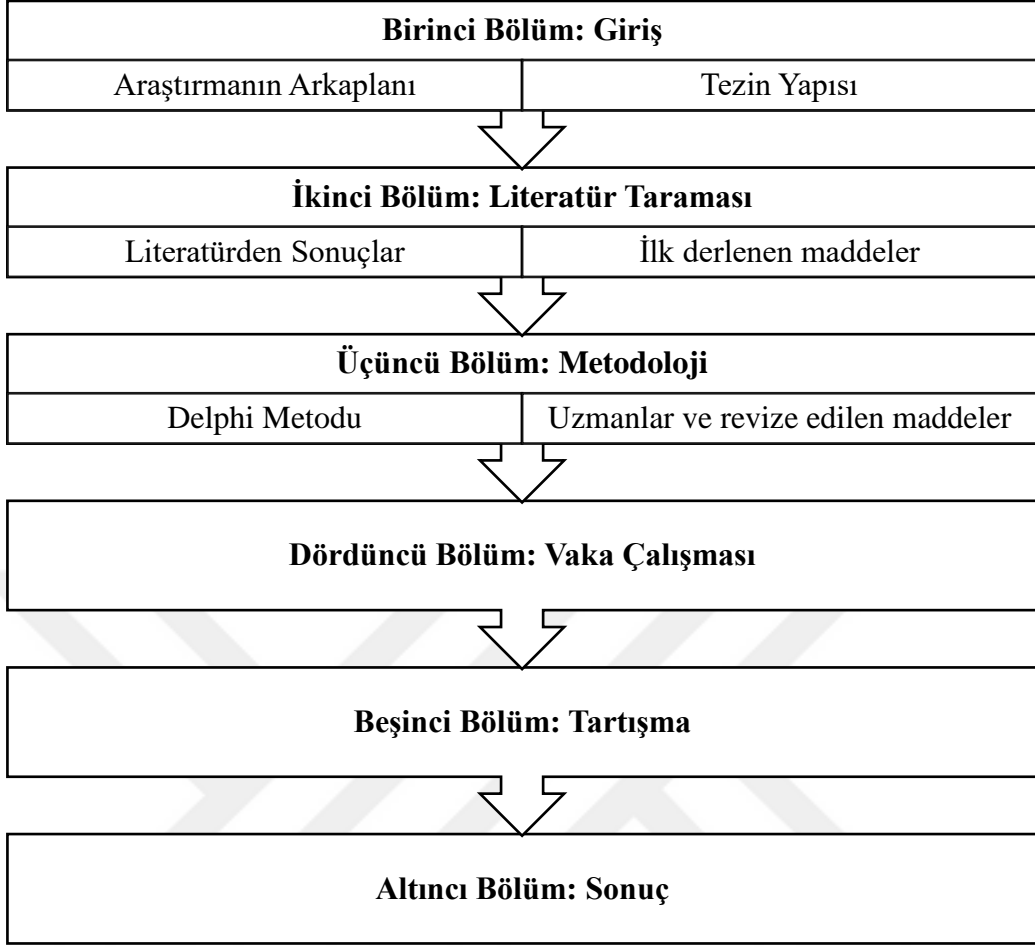 Birinci Bölüm: Giriş
Araştırmanın Arkaplanı
Tezin Yapısı
İkinci Bölüm: Literatür Taraması
Literatürden Sonuçlar
İlk derlenen maddeler
Üçüncü Bölüm: Metodoloji
Delphi Metodu
Uzmanlar ve revize edilen maddeler
Dördüncü Bölüm: Vaka Çalışması
Beşinci Bölüm: Tartışma
Altıncı Bölüm: Sonuç